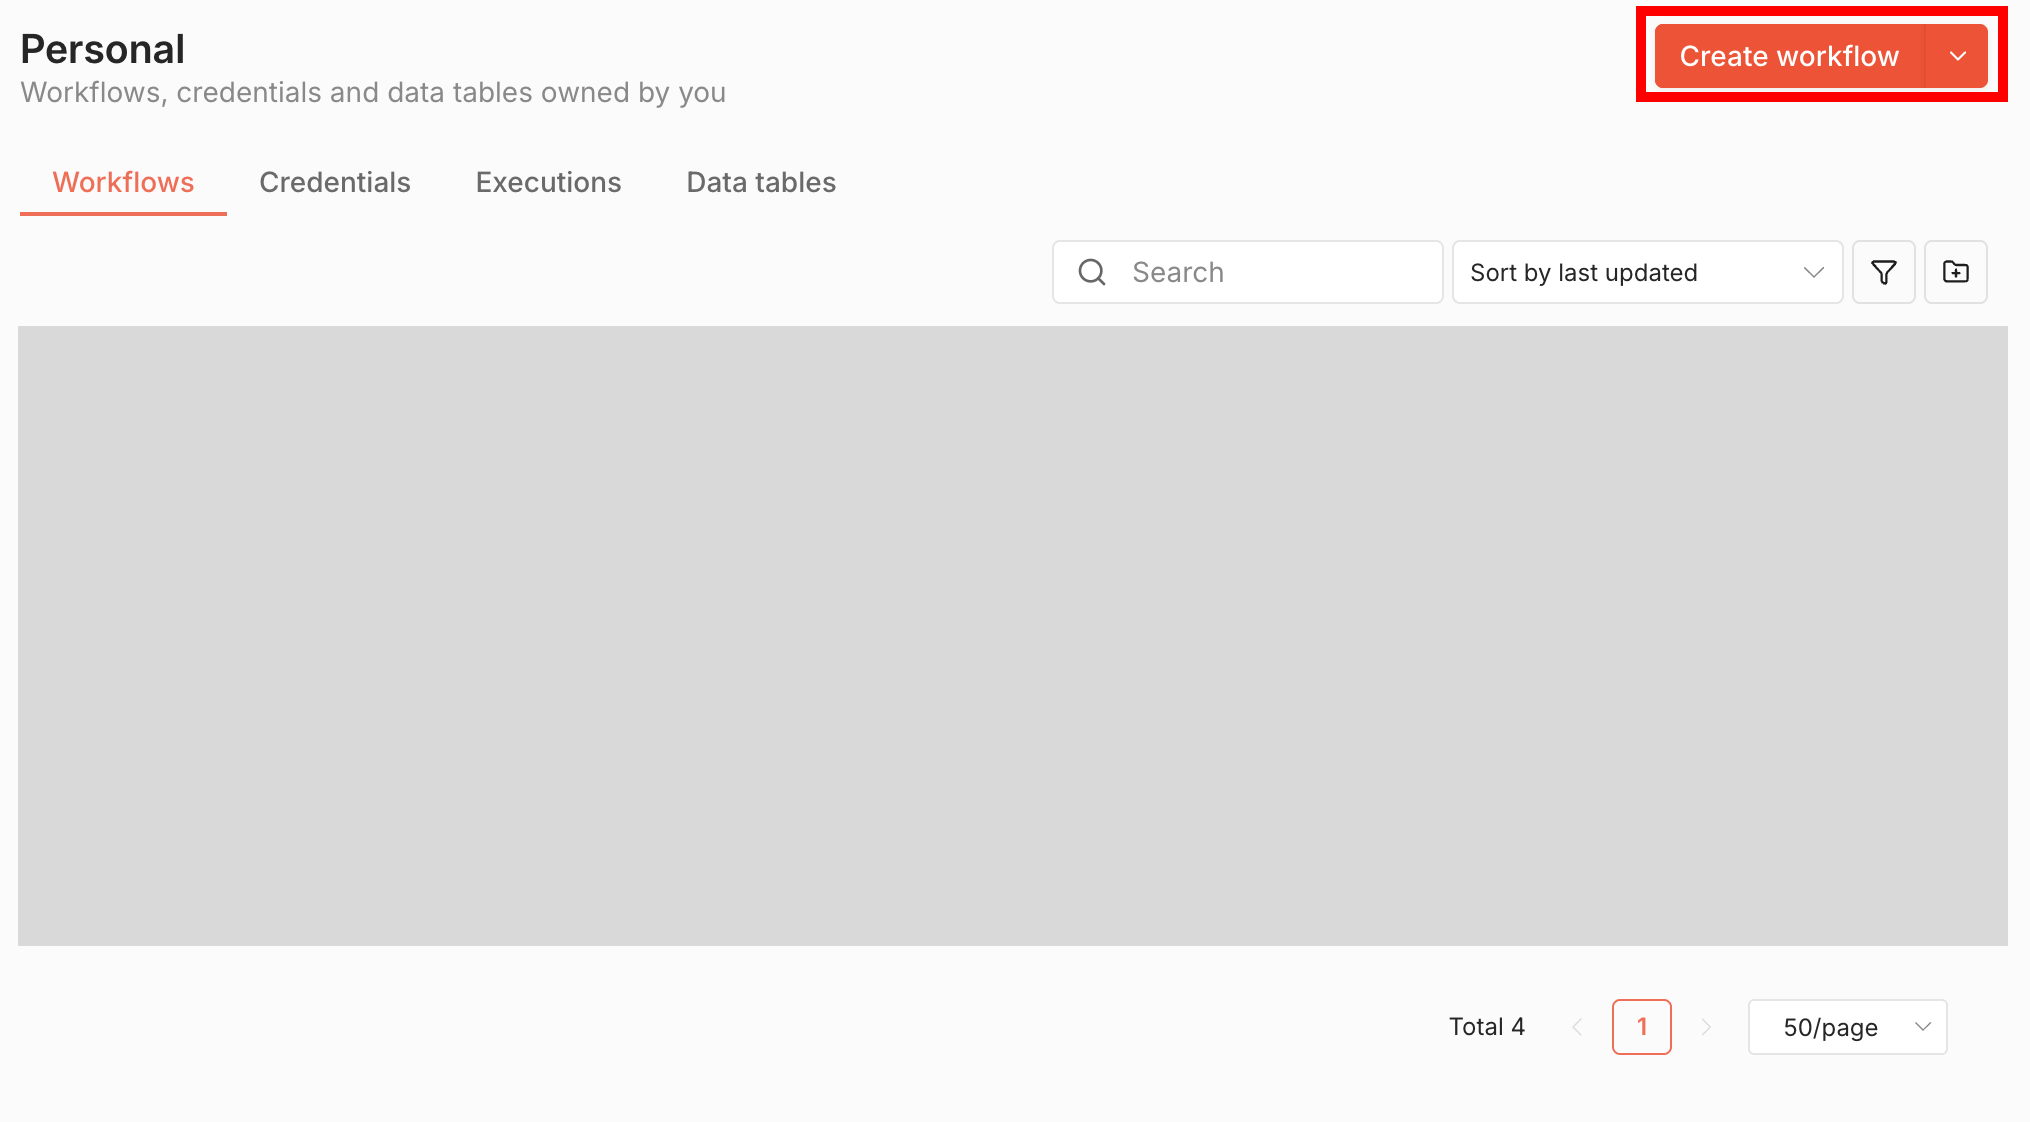 Personal
Create workflow
Workflows, credentials and data tables owned by you
Workflows Credentials Executions Data tables
Search Sort by last updated
Total 4 1 50/page